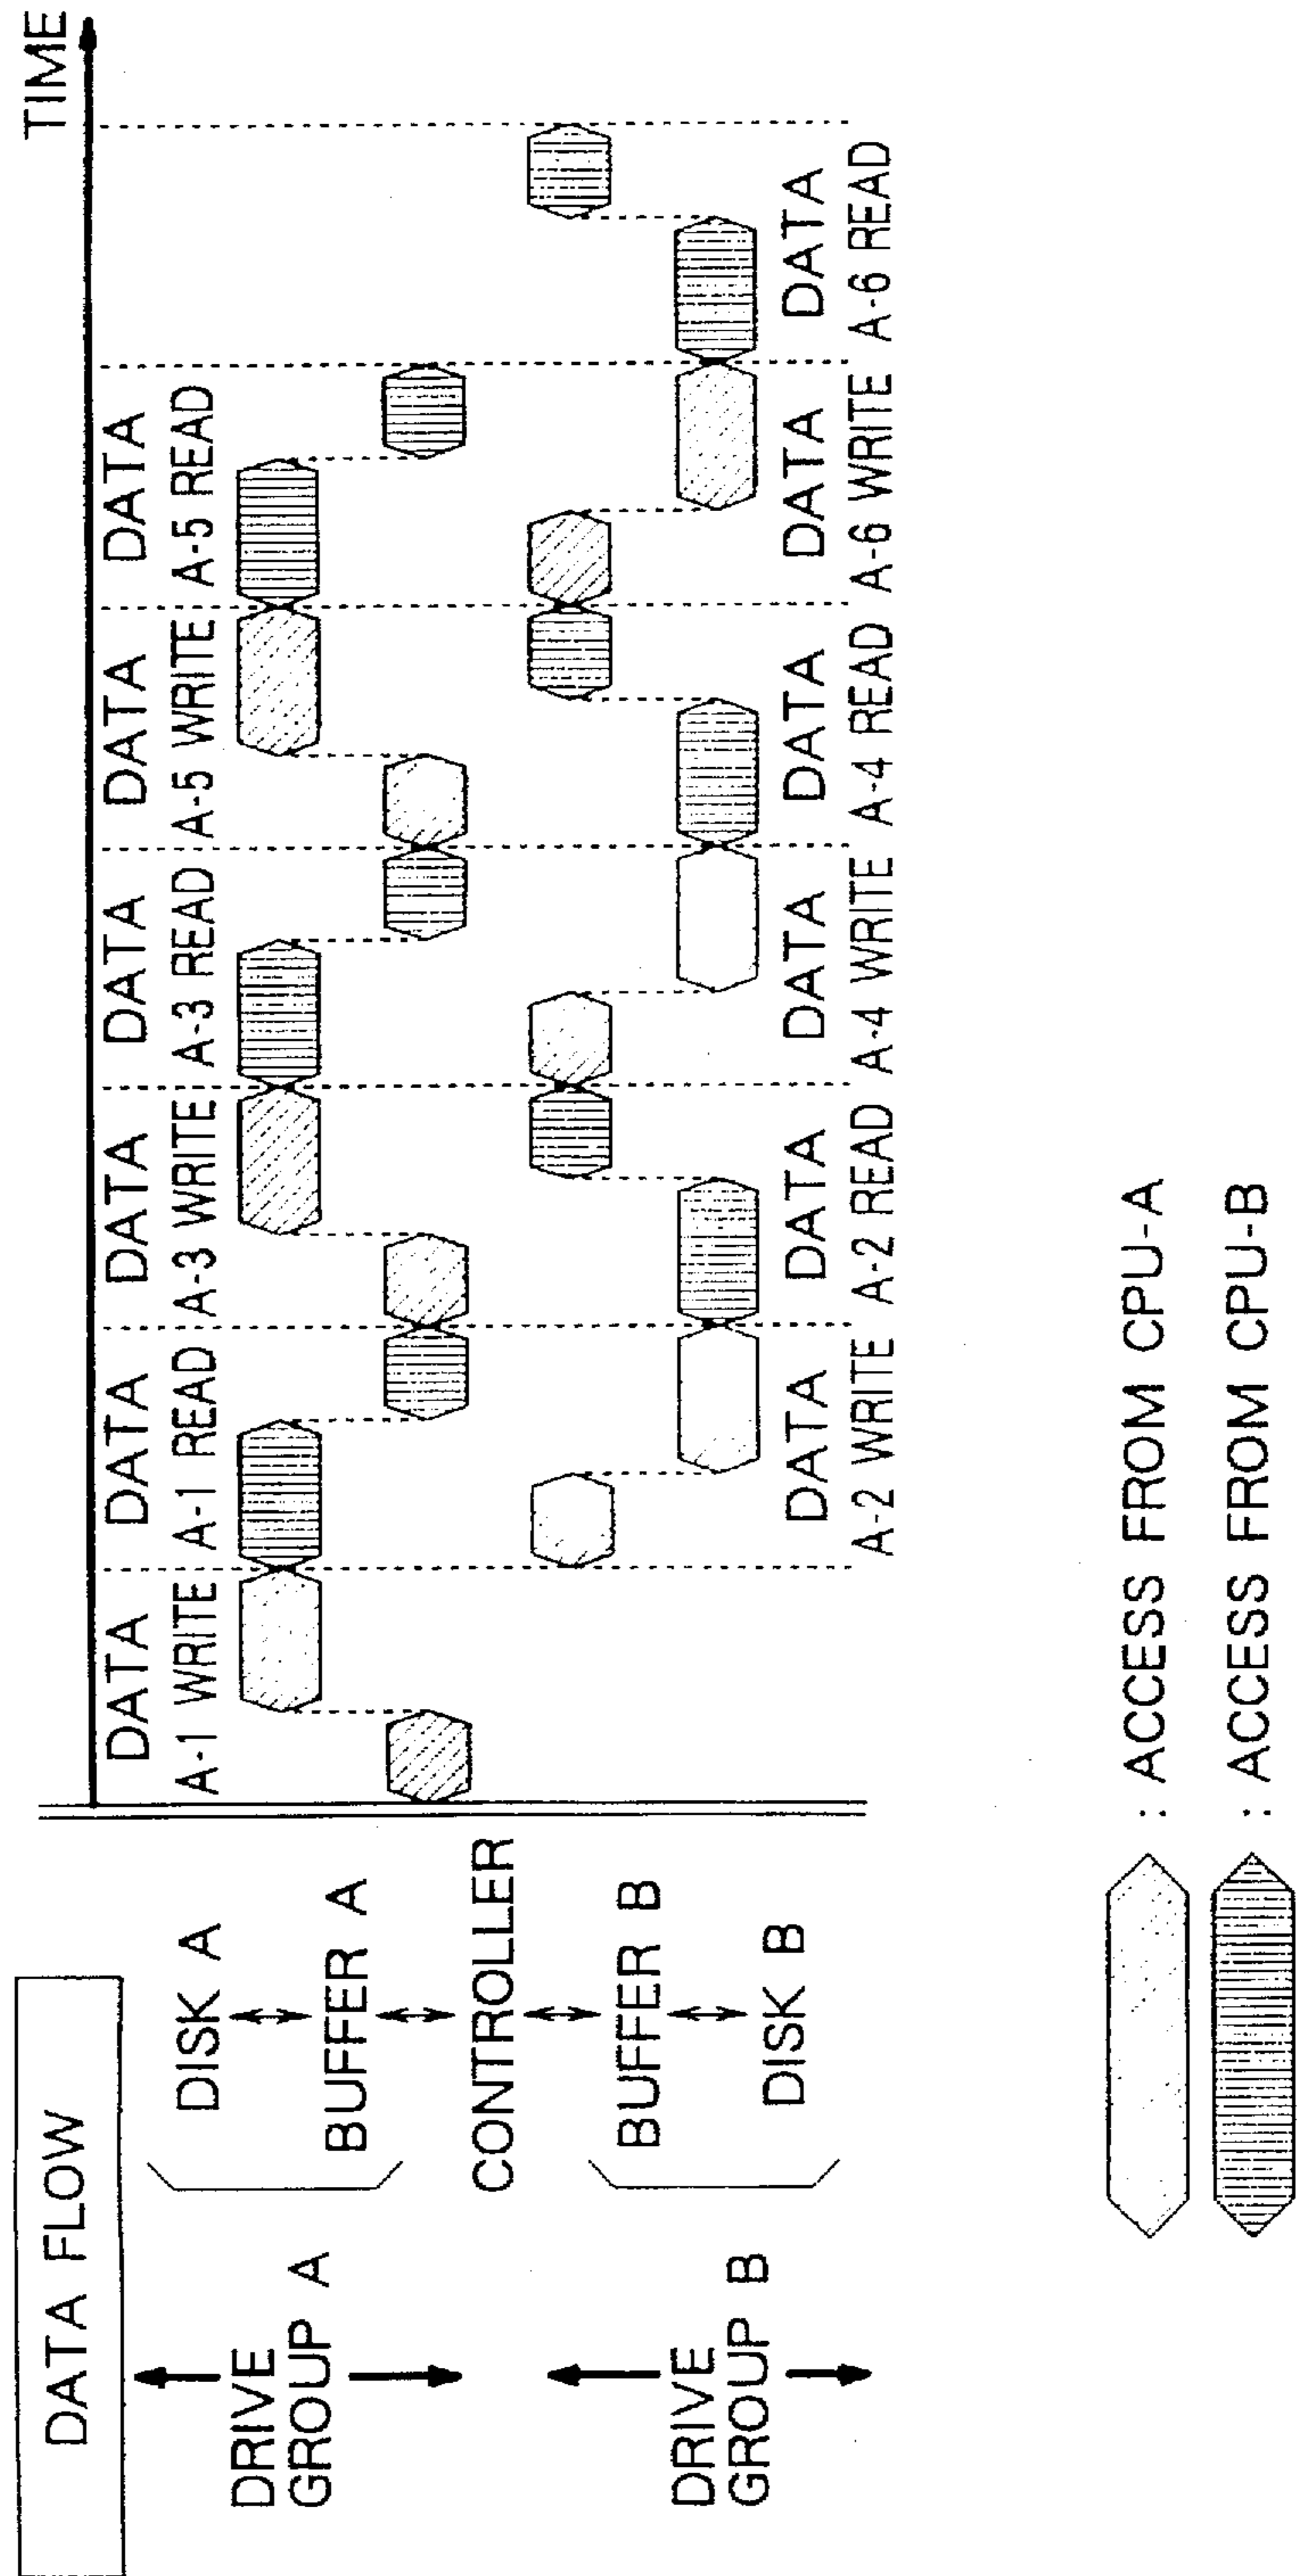 DATA FLOW
TIME
DRIVE
GROUP A
DISK A
BUFFER A
CONTROLLER
DRIVE
GROUP B
BUFFER B
DISK B
DATA DATA DATA DATA DATA DATA
A-1 WRITE A-1 READ A-3 WRITE A-3 READ A-5 WRITE A-5 READ
DATA DATA DATA DATA DATA DATA
A-2 WRITE A-2 READ A-4 WRITE A-4 READ A-6 WRITE A-6 READ
: ACCESS FROM CPU-A
: ACCESS FROM CPU-B